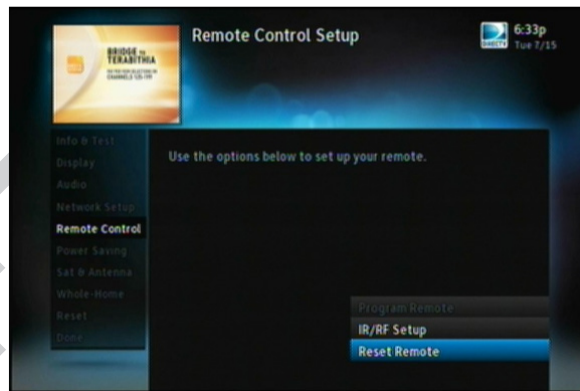 Remote Control Setup
6:33p
Tue 7/15
DIRECTV
BRIDGE TO
TERABITHIA
Info & Test
Display
Audio
Network Setup
Remote Control
Power Saving
Sat & Antenna
Whole-Home
Reset
Done
Use the options below to set up your remote.
Program Remote
IR/RF Setup
Reset Remote